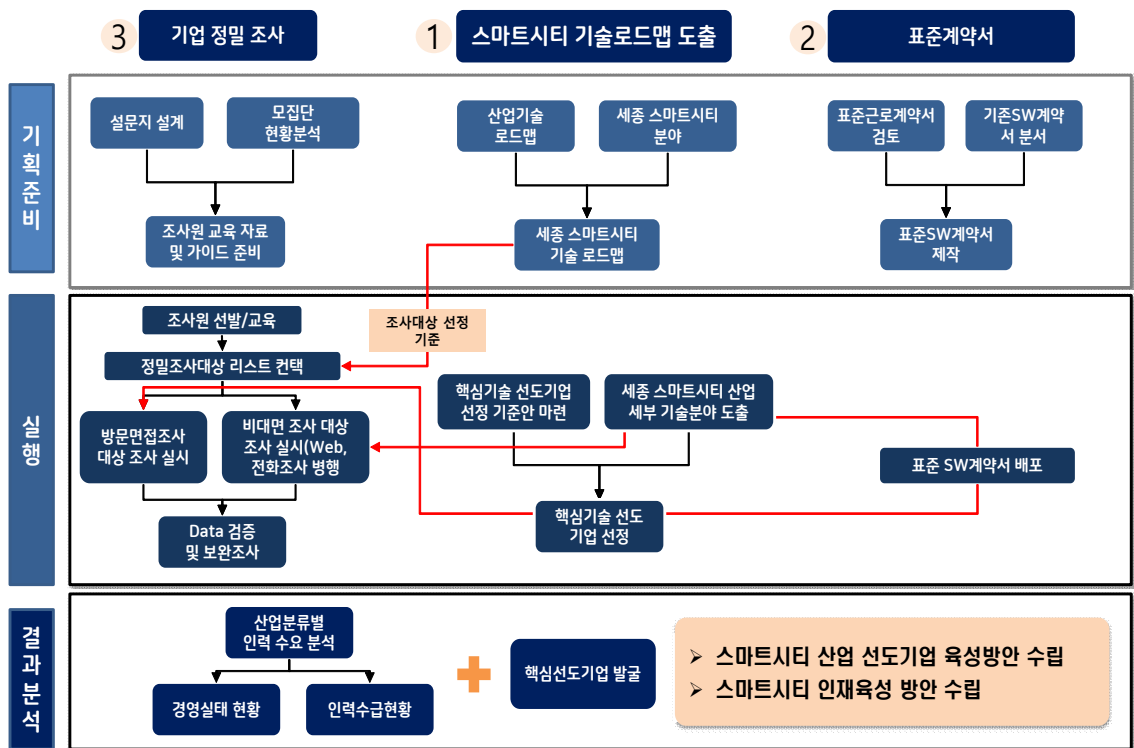 3
기업 정밀 조사
1
스마트시티 기술로드맵 도출
2
표준계약서
기획준비
설문지 설계
모집단
현황분석
조사원 교육 자료
및 가이드 준비
산업기술
로드맵
세종 스마트시티
분야
세종 스마트시티
기술 로드맵
표준근로계약서
검토
기존SW계약
서 분서
표준SW계약서
제작
실행
조사원 선발/교육
조사대상 선정
기준
정밀조사대상 리스트 컨택
방문면접조사
대상 조사 실시
비대면 조사 대상
조사 실시(Web,
전화조사 병행
Data 검증
및 보완조사
핵심기술 선도기업
선정 기준안 마련
세종 스마트시티 산업
세부 기술분야 도출
핵심기술 선도
기업 선정
표준 SW계약서 배포
결과분석
산업분류별
인력 수요 분석
경영실태 현황
인력수급현황
핵심선도기업 발굴
➢ 스마트시티 산업 선도기업 육성방안 수립
➢ 스마트시티 인재육성 방안 수립